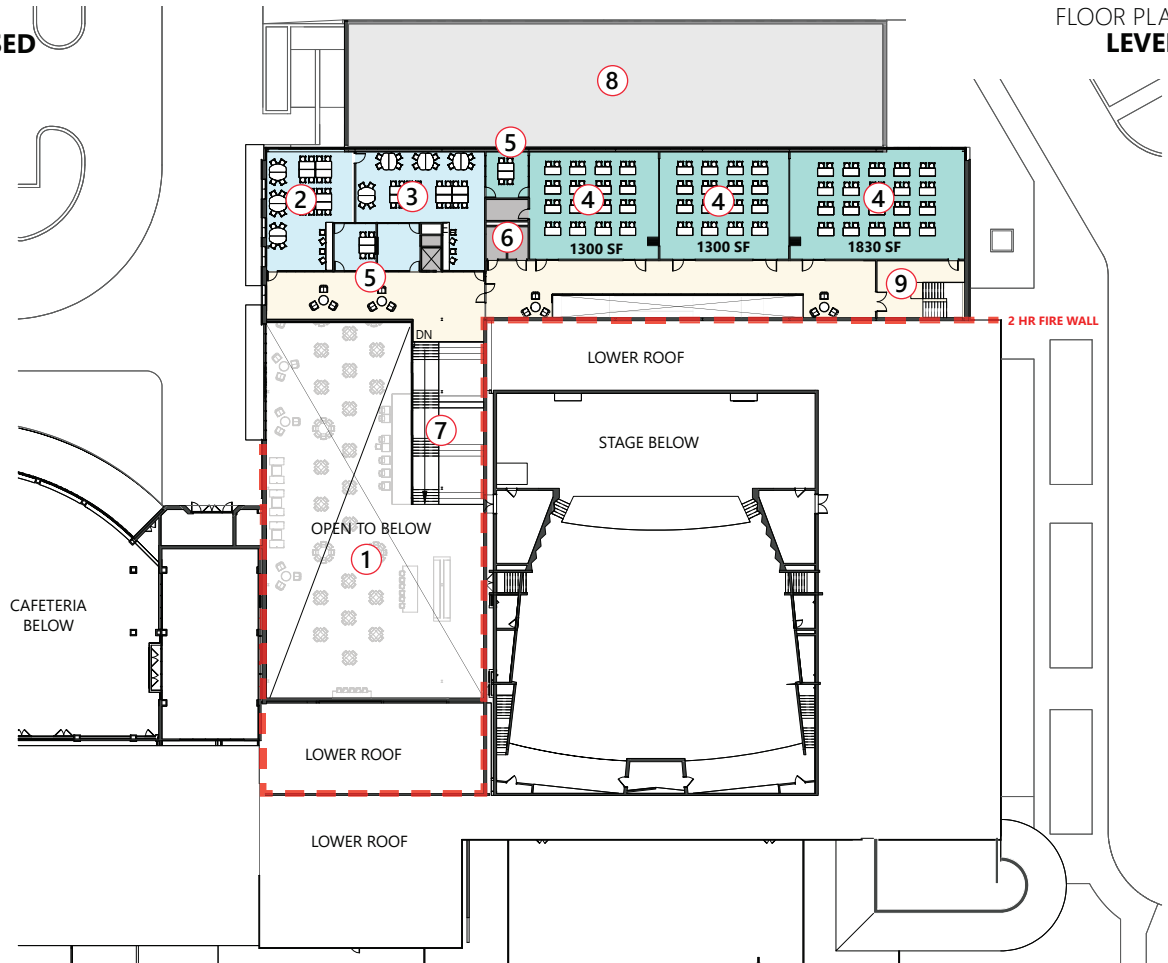 SED
FLOOR PLA
LEVEL
8
5
2
3
4
4
4
6
1300 SF
1300 SF
1830 SF
5
9
DN
2 HR FIRE WALL
LOWER ROOF
7
STAGE BELOW
OPEN TO BELOW
1
CAFETERIA
BELOW
LOWER ROOF
LOWER ROOF